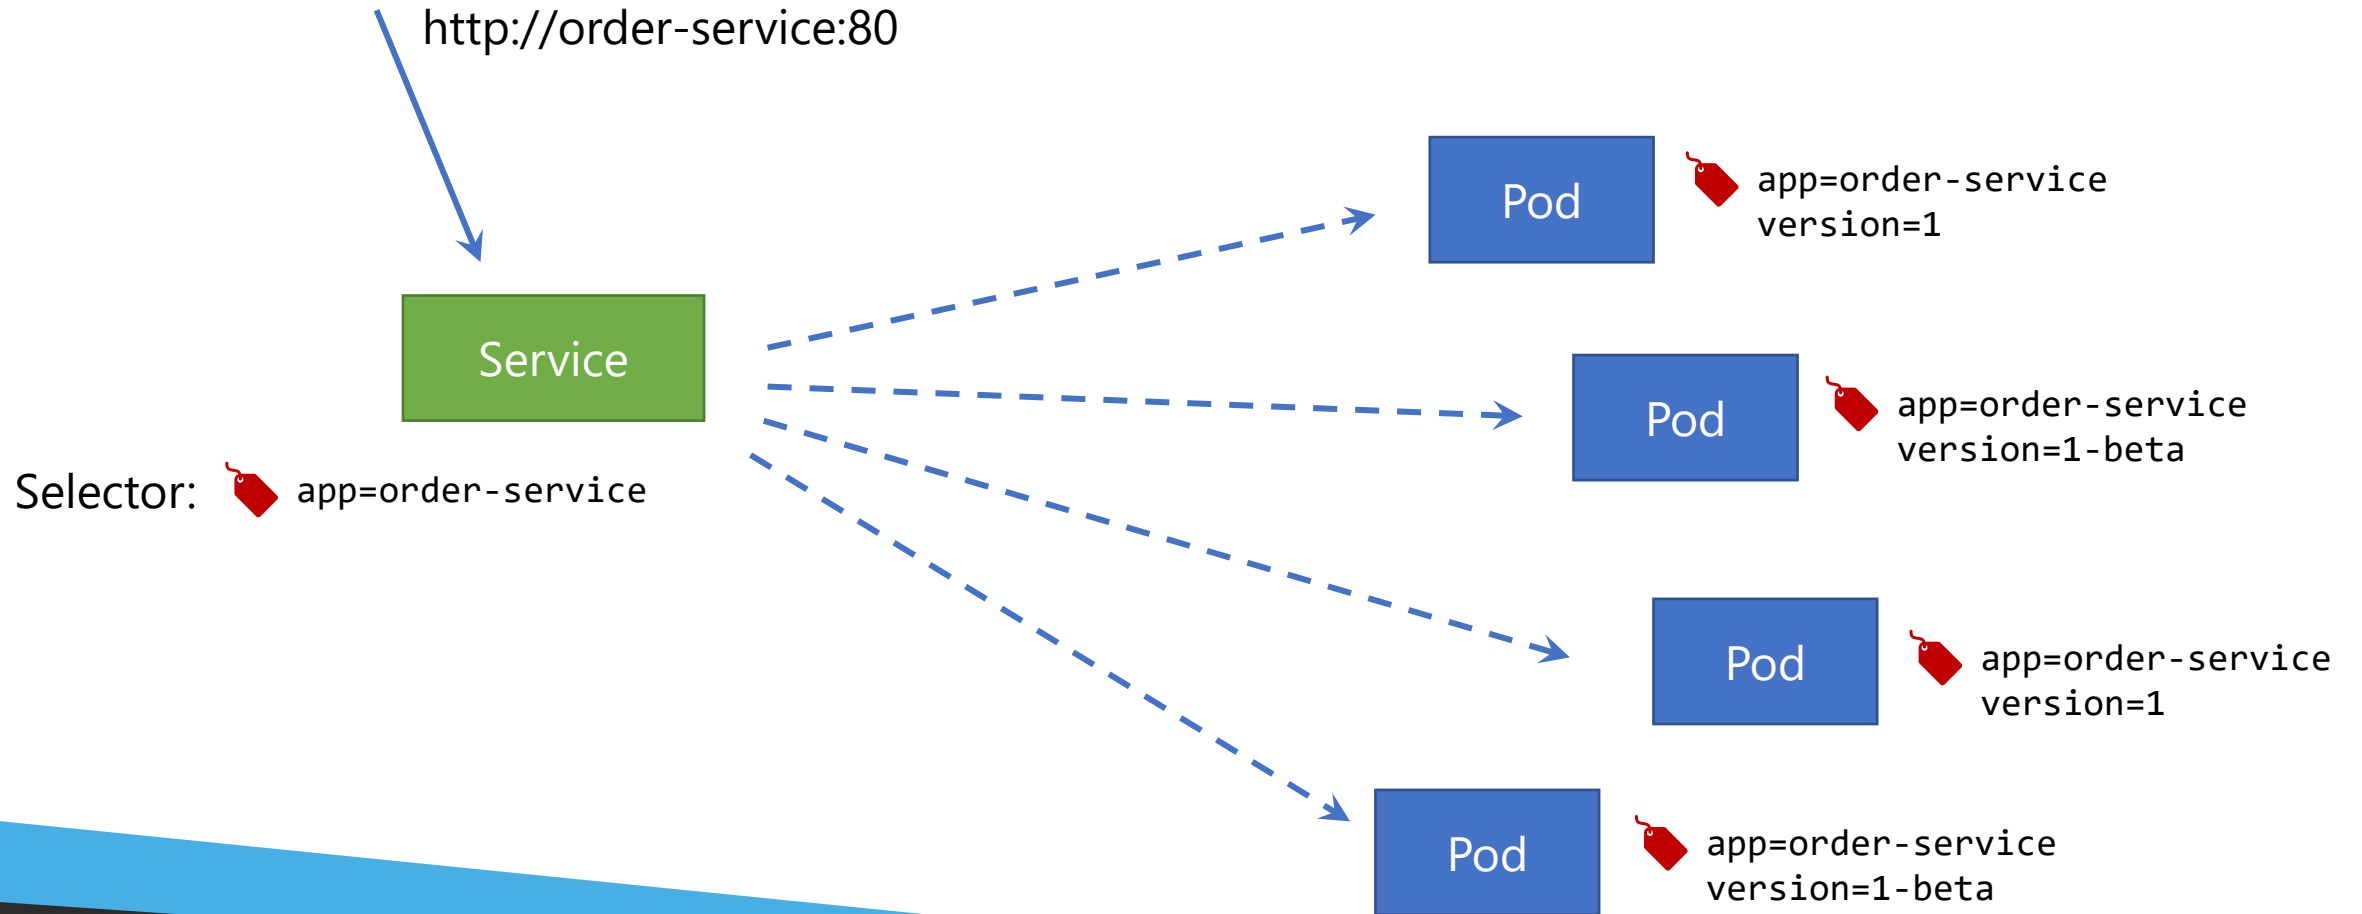 http://order-service:80
Pod
app=order-service
version=1
Service
Pod
app=order-service
version=1-beta
Selector:
app=order-service
Pod
app=order-service
version=1
Pod
app=order-service
version=1-beta